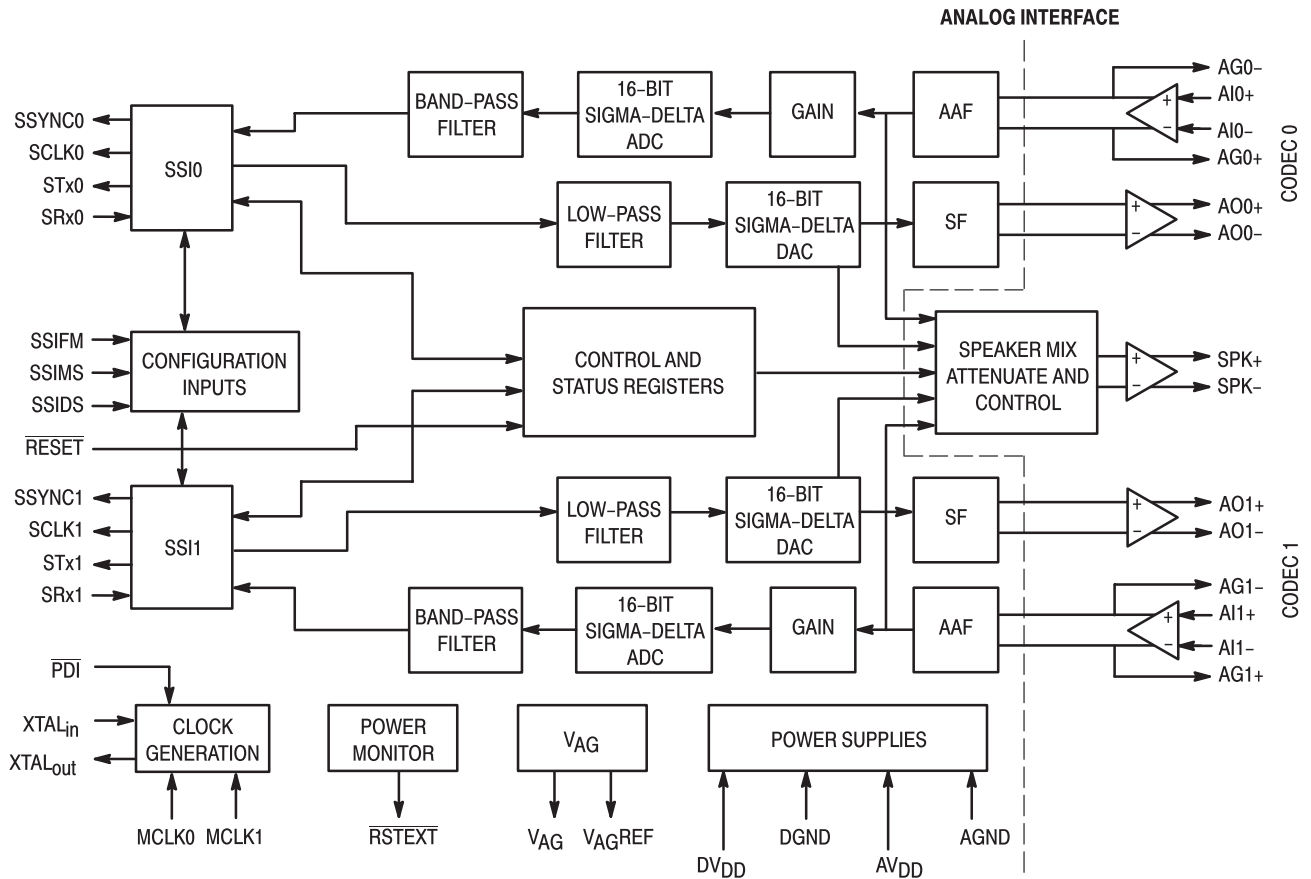 ANALOG INTERFACE
SSYNC0
SCLK0
STx0
SRx0
SSI0
BAND–PASS
FILTER
16–BIT
SIGMA–DELTA
ADC
GAIN
AAF
+
–
AG0–
AI0+
AI0–
AG0+
CODEC 0
LOW–PASS
FILTER
16–BIT
SIGMA–DELTA
DAC
SF
+
–
AO0+
AO0–
SSIFM
SSIMS
SSIDS
RESET
CONFIGURATION
INPUTS
CONTROL AND
STATUS REGISTERS
SPEAKER MIX
ATTENUATE AND
CONTROL
+
–
SPK+
SPK–
SSYNC1
SCLK1
STx1
SRx1
SSI1
LOW–PASS
FILTER
16–BIT
SIGMA–DELTA
DAC
SF
+
–
AO1+
AO1–
CODEC 1
BAND–PASS
FILTER
16–BIT
SIGMA–DELTA
ADC
GAIN
AAF
+
–
AG1–
AI1+
AI1–
AG1+
PDI
XTALin
XTALout
CLOCK
GENERATION
MCLK0
MCLK1
POWER
MONITOR
RSTEXT
VAG
VAG
VAGREF
POWER SUPPLIES
DVDD
DGND
AVDD
AGND